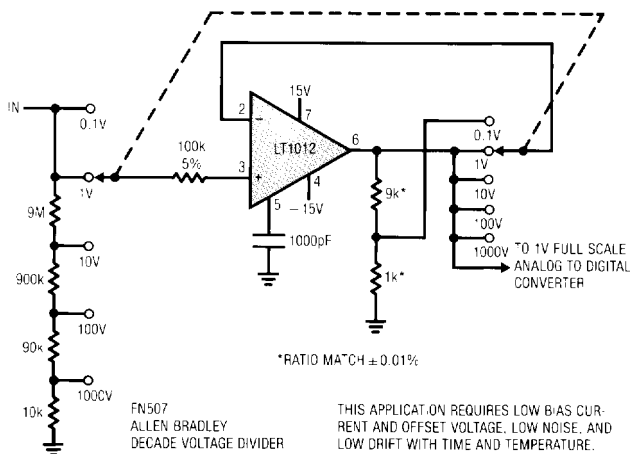 IN
0.1V
1V
9M
10V
900k
100V
90k
100CV
10k
100k
5%
2
3
15V
7
−
+
LT1012
6
4
−15V
5
1000pF
9k*
1k*
0.1V
1V
10V
100V
1000V
TO 1V FULL SCALE
ANALOG TO DIGITAL
CONVERTER
*RATIO MATCH ±0.01%
FN507
ALLEN BRADLEY
DECADE VOLTAGE DIVIDER
THIS APPLICATION REQUIRES LOW BIAS CUR-
RENT AND OFFSET VOLTAGE, LOW NOISE, AND
LOW DRIFT WITH TIME AND TEMPERATURE.